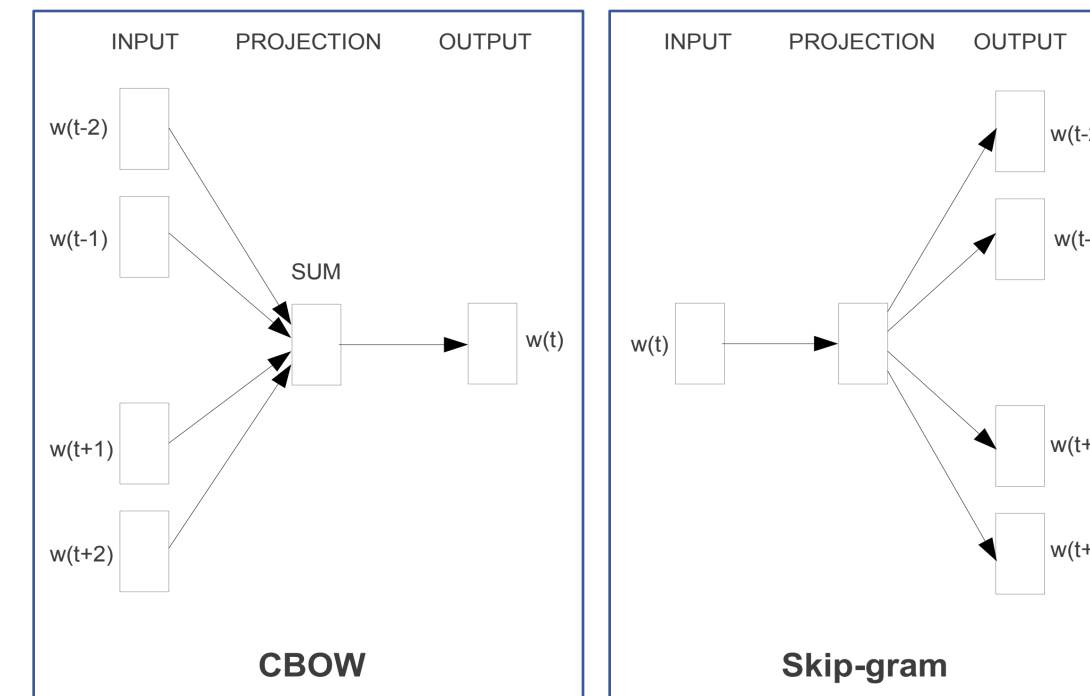 INPUT PROJECTION OUTPUT
w(t-2)
w(t-1)
SUM
w(t)
w(t+1)
w(t+2)
CBOW
INPUT PROJECTION OUTPUT
w(t-
w(t)
w(t+
w(t+
Skip-gram